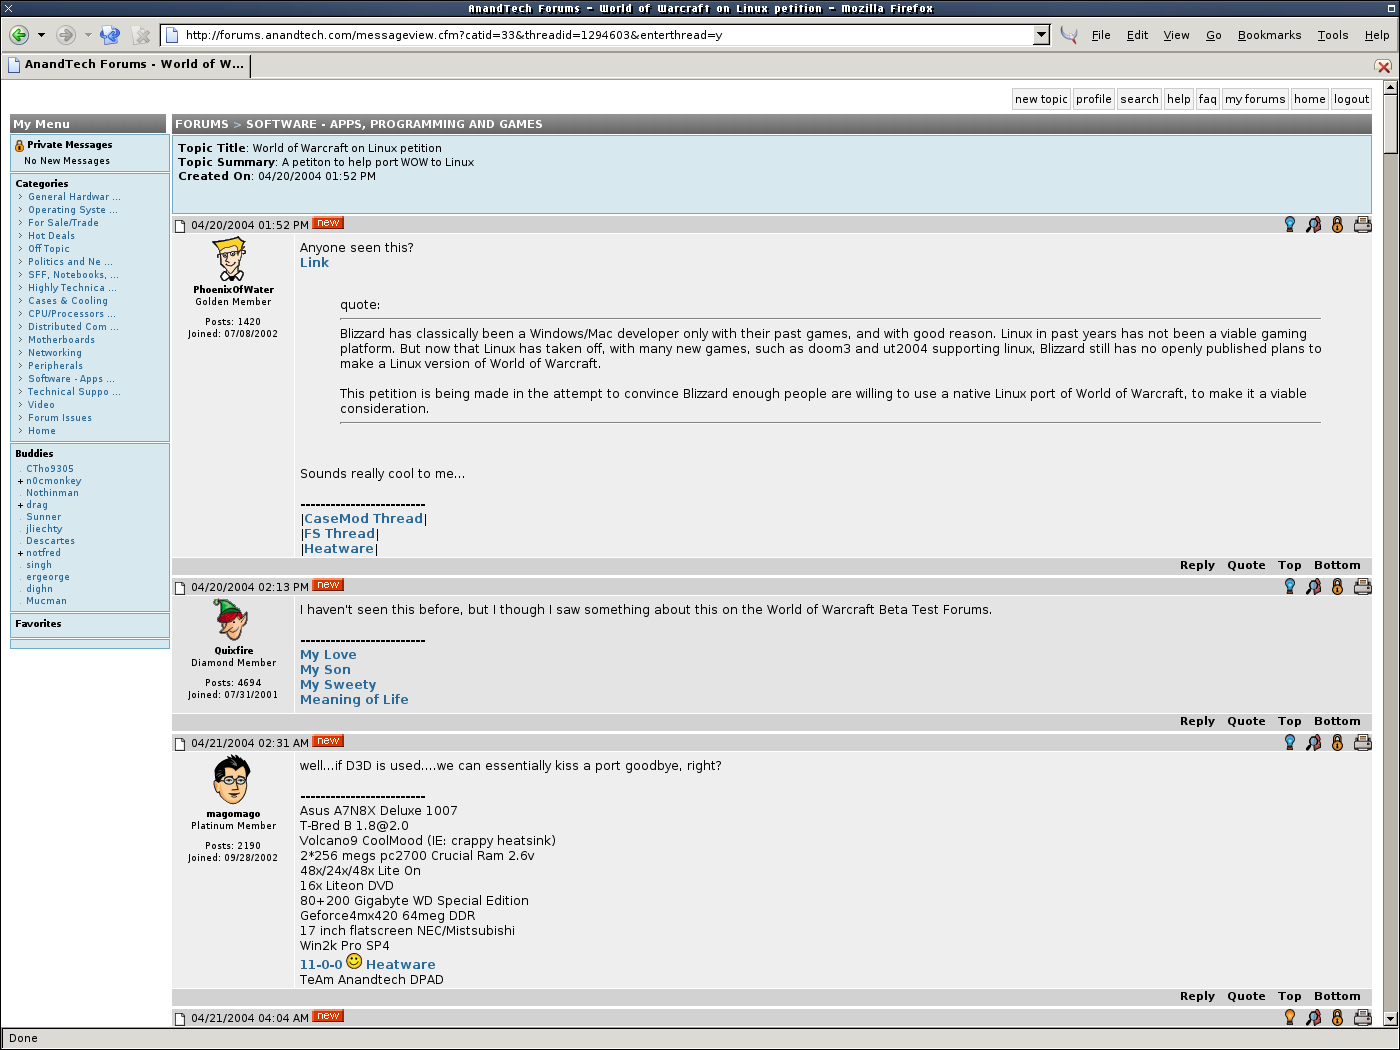 AnandTech Forums - World of Warcraft on Linux petition - Mozilla Firefox
http://forums.anandtech.com/messageview.cfm?catid=33&threadid=1294603&enterthread=y
File Edit View Go Bookmarks Tools Help
AnandTech Forums - World of W...
new topic profile search help faq my forums home logout
My Menu
Private Messages
No New Messages
Categories
General Hardwar ...
Operating Syste ...
For Sale/Trade
Hot Deals
Off Topic
Politics and Ne ...
SFF, Notebooks, ...
Highly Technica ...
Cases & Cooling
CPU/Processors ...
Distributed Com ...
Motherboards
Networking
Peripherals
Software - Apps ...
Technical Suppo ...
Video
Forum Issues
Home
Buddies
. CTho9305
+ n0cmonkey
. Nothinman
+ drag
. Sunner
. jliechty
. Descartes
+ notfred
. singh
. ergeorge
. dighn
. Mucman
Favorites
FORUMS > SOFTWARE - APPS, PROGRAMMING AND GAMES
Topic Title: World of Warcraft on Linux petition
Topic Summary: A petiton to help port WOW to Linux
Created On: 04/20/2004 01:52 PM
04/20/2004 01:52 PM new
PhoenixOfWater
Golden Member
Posts: 1420
Joined: 07/08/2002
Anyone seen this?
Link
quote:
Blizzard has classically been a Windows/Mac developer only with their past games, and with good reason. Linux in past years has not been a viable gaming
platform. But now that Linux has taken off, with many new games, such as doom3 and ut2004 supporting linux, Blizzard still has no openly published plans to
make a Linux version of World of Warcraft.
This petition is being made in the attempt to convince Blizzard enough people are willing to use a native Linux port of World of Warcraft, to make it a viable
consideration.
Sounds really cool to me...
-------------------------
|CaseMod Thread|
|FS Thread|
|Heatware|
Reply Quote Top Bottom
04/20/2004 02:13 PM new
Quixfire
Diamond Member
Posts: 4694
Joined: 07/31/2001
I haven't seen this before, but I though I saw something about this on the World of Warcraft Beta Test Forums.
-------------------------
My Love
My Son
My Sweety
Meaning of Life
Reply Quote Top Bottom
04/21/2004 02:31 AM new
magomago
Platinum Member
Posts: 2190
Joined: 09/28/2002
well...if D3D is used....we can essentially kiss a port goodbye, right?
-------------------------
Asus A7N8X Deluxe 1007
T-Bred B 1.8@2.0
Volcano9 CoolMood (IE: crappy heatsink)
2*256 megs pc2700 Crucial Ram 2.6v
48x/24x/48x Lite On
16x Liteon DVD
80+200 Gigabyte WD Special Edition
Geforce4mx420 64meg DDR
17 inch flatscreen NEC/Mistsubishi
Win2k Pro SP4
11-0-0 Heatware
TeAm Anandtech DPAD
Reply Quote Top Bottom
04/21/2004 04:04 AM new
Done